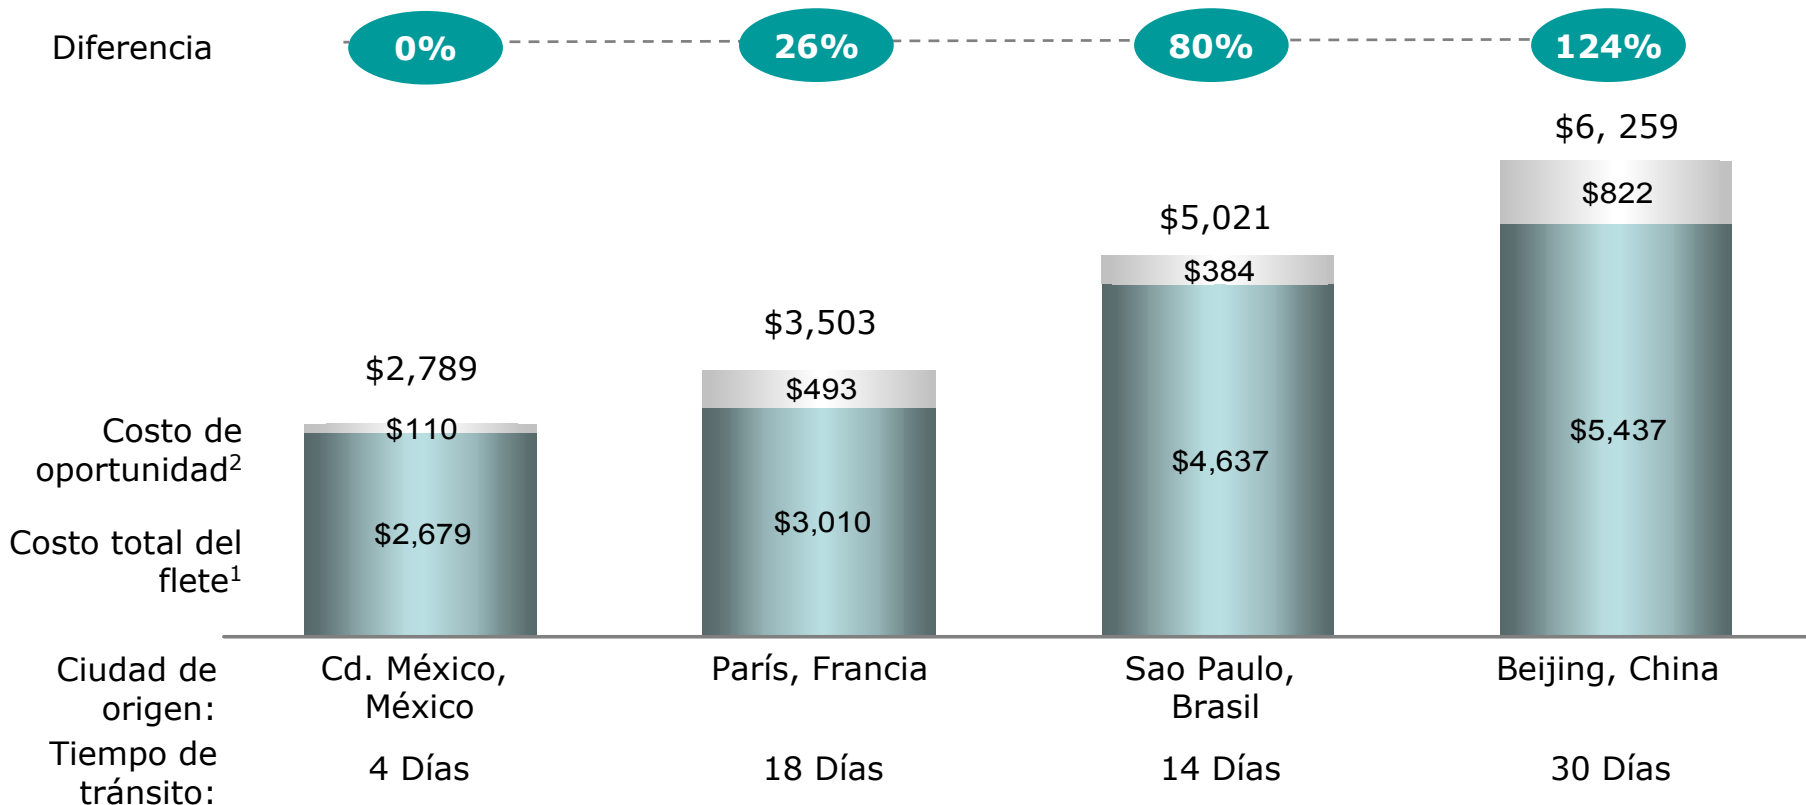 Diferencia
0%
26%
80%
124%
$6, 259
$822
$5,021
$384
$3,503
$493
$2,789
$110
Costo de
oportunidad²
$5,437
$4,637
$3,010
$2,679
Costo total del
flete¹
Ciudad de
origen:
Cd. México,
México
París, Francia
Sao Paulo,
Brasil
Beijing, China
Tiempo de
tránsito:
4 Días
18 Días
14 Días
30 Días